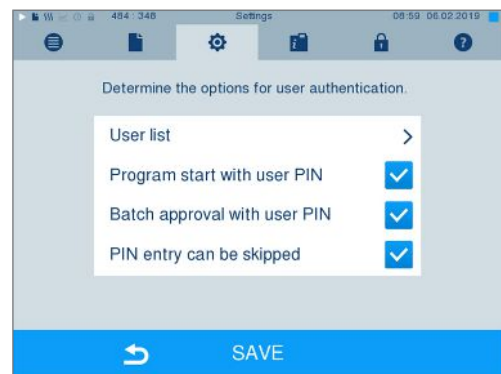 484 : 348 Settings 08:59 06.02.2019
Determine the options for user authentication.
User list
Program start with user PIN
Batch approval with user PIN
PIN entry can be skipped
SAVE